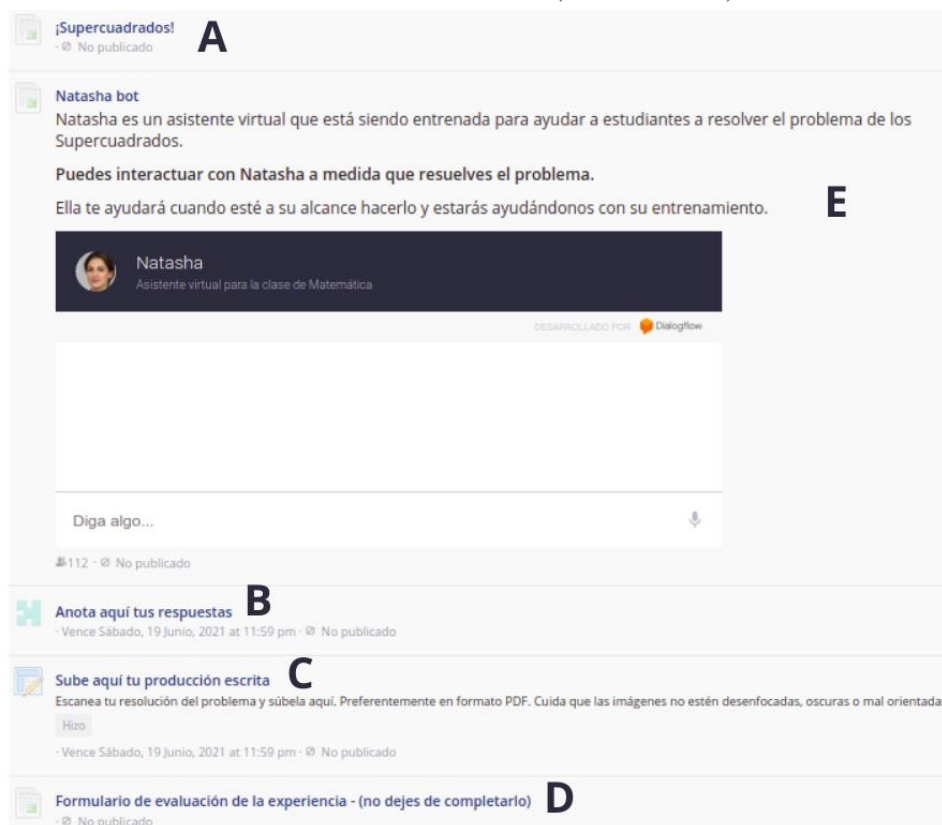 ¡Supercuadrados!
A
· No publicado
Natasha bot
Natasha es un asistente virtual que está siendo entrenada para ayudar a estudiantes a resolver el problema de los
Supercuadrados.
Puedes interactuar con Natasha a medida que resuelves el problema.
Ella te ayudará cuando esté a su alcance hacerlo y estarás ayudándonos con su entrenamiento.
E
Natasha
Asistente virtual para la clase de Matemática
DESARROLLADO POR Dialogflow
Diga algo...
112 · No publicado
Anota aquí tus respuestas
B
· Vence Sábado, 19 Junio, 2021 at 11:59 pm · No publicado
Sube aquí tu producción escrita
C
Escanea tu resolución del problema y súbela aquí. Preferentemente en formato PDF. Cuida que las imágenes no estén desenfocadas, oscuras o mal orientada
Hizo
· Vence Sábado, 19 Junio, 2021 at 11:59 pm · No publicado
Formulario de evaluación de la experiencia - (no dejes de completarlo)
D
· No publicado